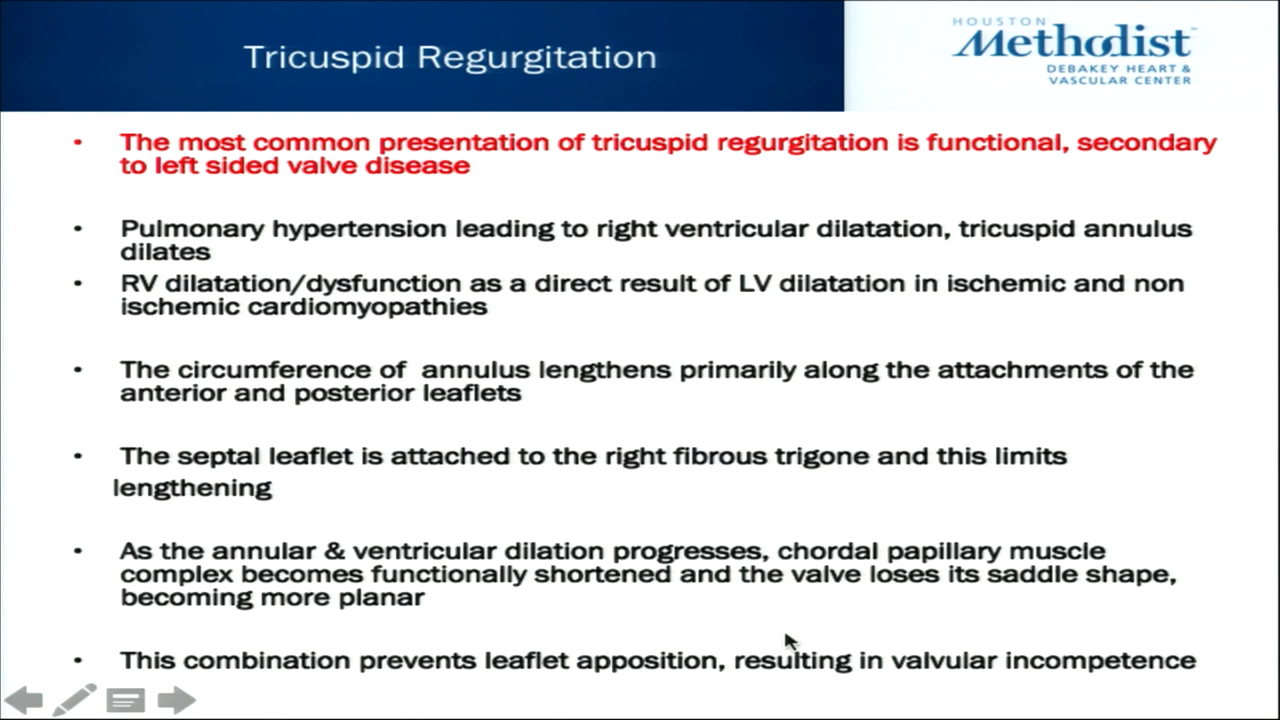 Tricuspid Regurgitation
HOUSTON
Methodist
DEBAKEY HEART &
VASCULAR CENTER
• The most common presentation of tricuspid regurgitation is functional, secondary
to left sided valve disease
• Pulmonary hypertension leading to right ventricular dilatation, tricuspid annulus
dilates
• RV dilatation/dysfunction as a direct result of LV dilatation in ischemic and non
ischemic cardiomyopathies
• The circumference of annulus lengthens primarily along the attachments of the
anterior and posterior leaflets
• The septal leaflet is attached to the right fibrous trigone and this limits
lengthening
• As the annular & ventricular dilation progresses, chordal papillary muscle
complex becomes functionally shortened and the valve loses its saddle shape,
becoming more planar
• This combination prevents leaflet apposition, resulting in valvular incompetence